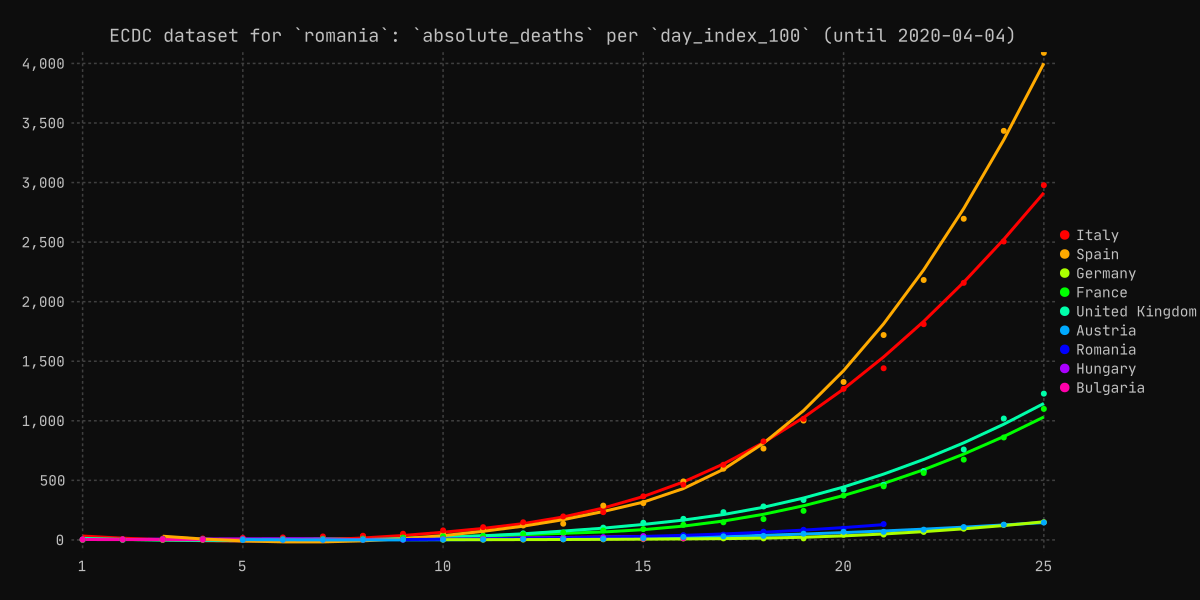 ECDC dataset for `romania`: `absolute_deaths` per `day_index_100` (until 2020-04-04)
4,000
3,500
3,000
2,500
2,000
1,500
1,000
500
0
1 5 10 15 20 25
Italy
Spain
Germany
France
United Kingdom
Austria
Romania
Hungary
Bulgaria